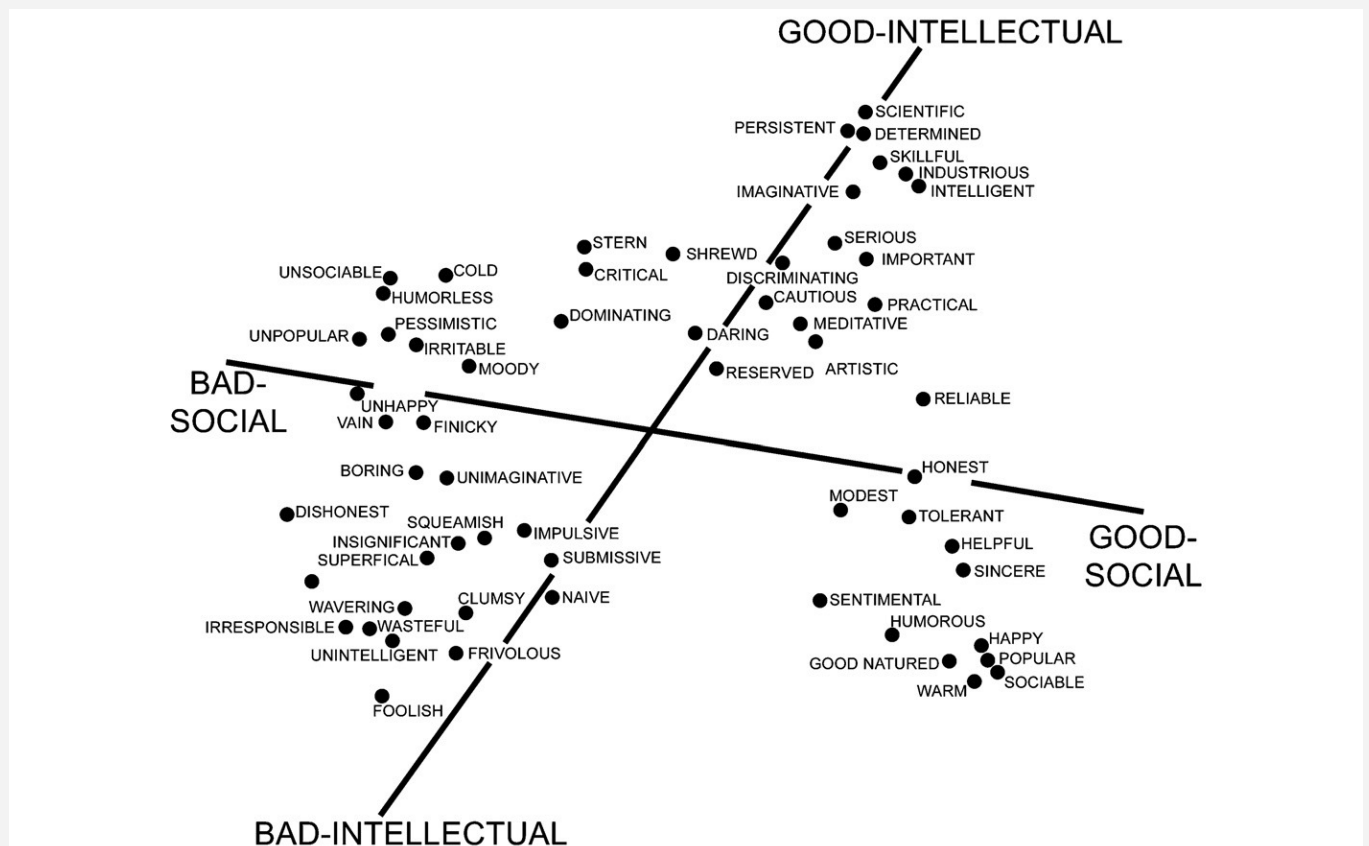 GOOD-INTELLECTUAL
SCIENTIFIC
PERSISTENT
DETERMINED
SKILLFUL
INDUSTRIOUS
IMAGINATIVE
INTELLIGENT
SERIOUS
STERN
SHREWD
IMPORTANT
UNSOCIABLE
COLD
CRITICAL
DISCRIMINATING
HUMORLESS
CAUTIOUS
PRACTICAL
DOMINATING
PESSIMISTIC
MEDITATIVE
UNPOPULAR
DARING
IRRITABLE
MOODY
RESERVED
ARTISTIC
BAD-
SOCIAL
UNHAPPY
RELIABLE
VAIN
FINICKY
HONEST
BORING
UNIMAGINATIVE
MODEST
DISHONEST
TOLERANT
SQUEAMISH
IMPULSIVE
INSIGNIFICANT
HELPFUL
GOOD-
SOCIAL
SUPERFICAL
SUBMISSIVE
SINCERE
CLUMSY
NAIVE
SENTIMENTAL
WAVERING
HUMOROUS
IRRESPONSIBLE
WASTEFUL
HAPPY
UNINTELLIGENT
FRIVOLOUS
GOOD NATURED
POPULAR
SOCIABLE
WARM
FOOLISH
BAD-INTELLECTUAL